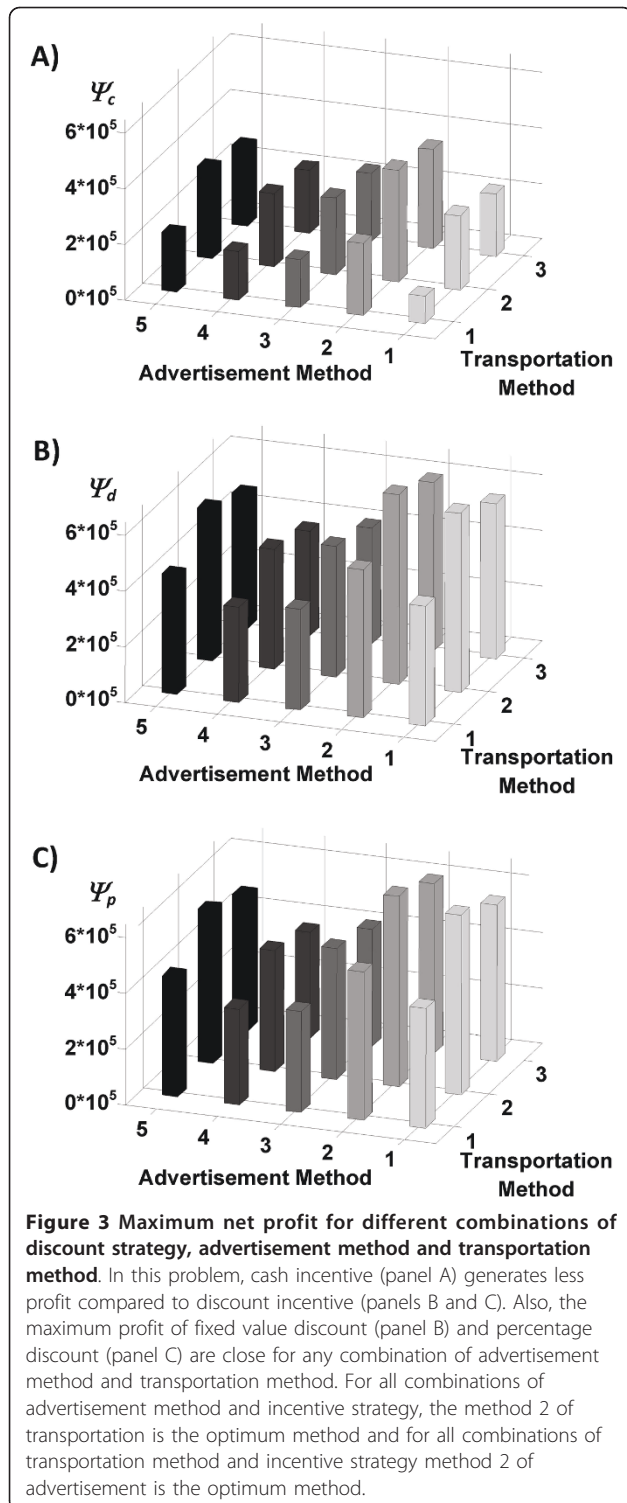 A)
Ψc
6*10⁵
4*10⁵
2*10⁵
0*10⁵
5
4
3
2
1
1
2
3
Advertisement Method
Transportation
Method
B)
Ψd
6*10⁵
4*10⁵
2*10⁵
0*10⁵
5
4
3
2
1
1
2
3
Advertisement Method
Transportation
Method
C)
Ψp
6*10⁵
4*10⁵
2*10⁵
0*10⁵
5
4
3
2
1
1
2
3
Advertisement Method
Transportation
Method
Figure 3 Maximum net profit for different combinations of
discount strategy, advertisement method and transportation
method. In this problem, cash incentive (panel A) generates less
profit compared to discount incentive (panels B and C). Also, the
maximum profit of fixed value discount (panel B) and percentage
discount (panel C) are close for any combination of advertisement
method and transportation method. For all combinations of
advertisement method and incentive strategy, the method 2 of
transportation is the optimum method and for all combinations of
transportation method and incentive strategy method 2 of
advertisement is the optimum method.